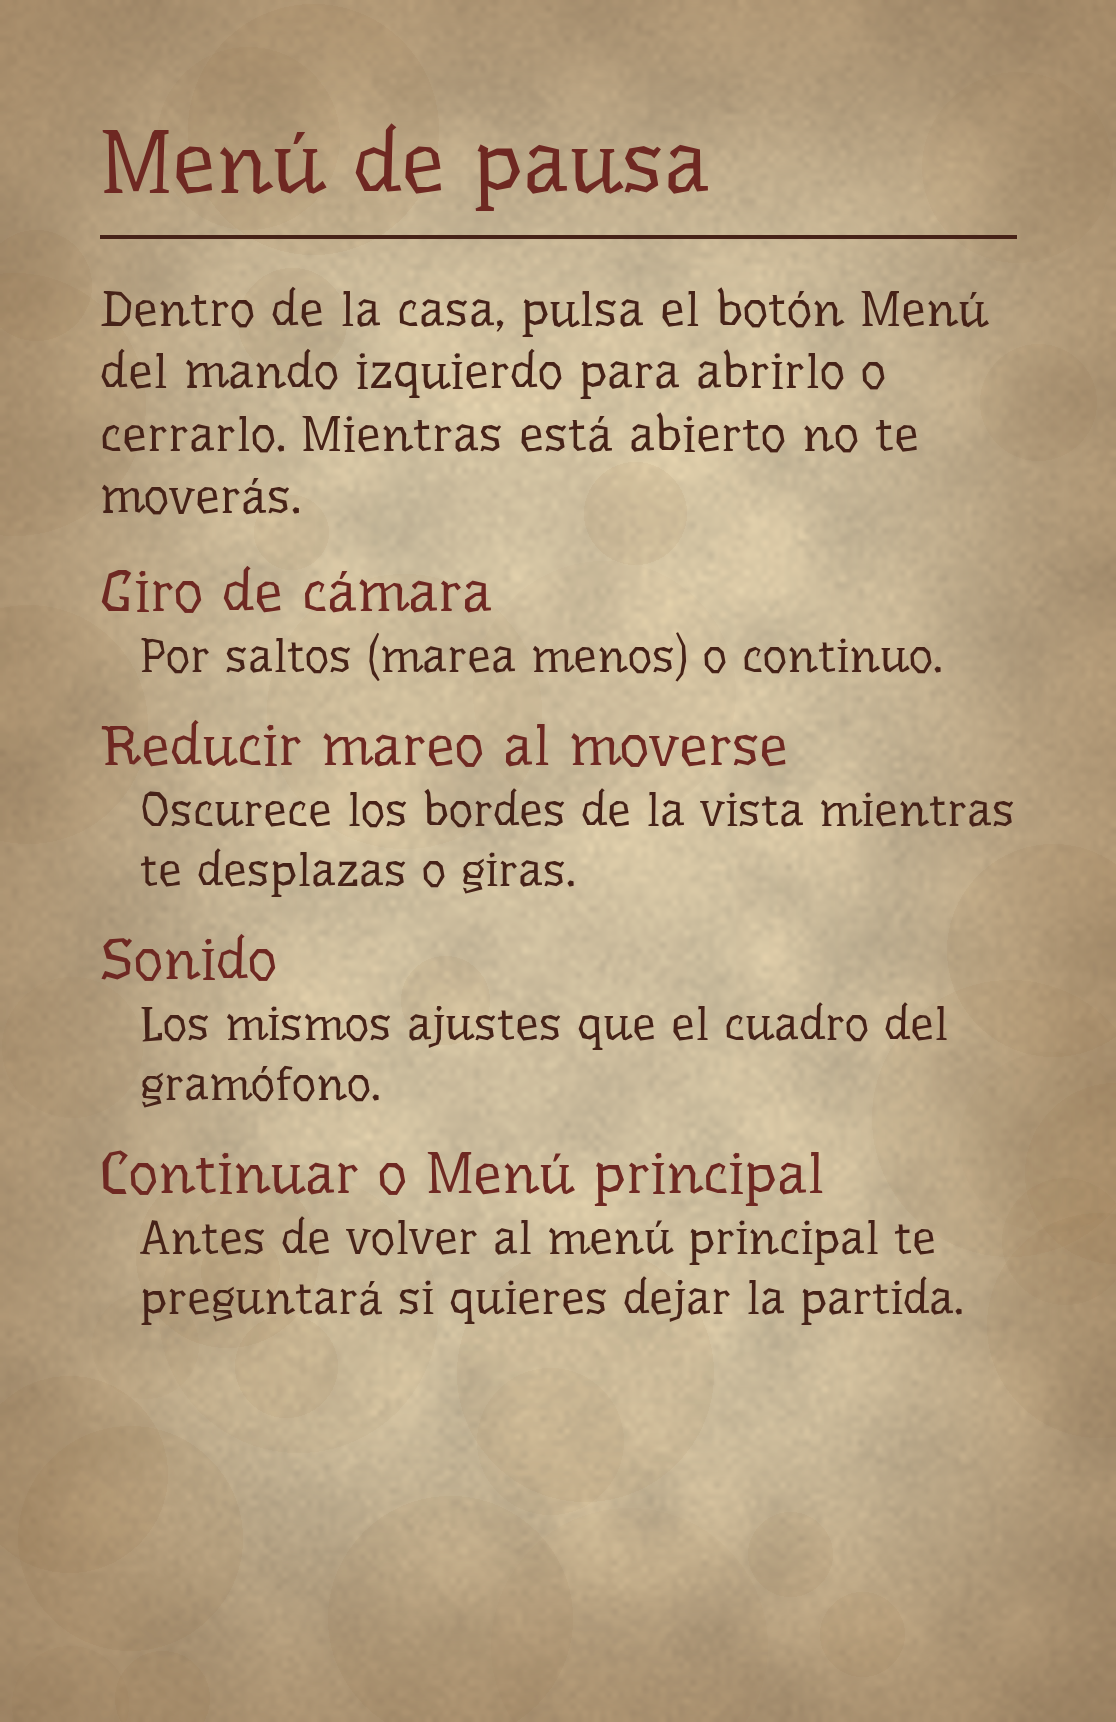 Menú de pausa
Dentro de la casa, pulsa el botón Menú
del mando izquierdo para abrirlo o
cerrarlo. Mientras está abierto no te
moverás.
Giro de cámara
Por saltos (marea menos) o continuo.
Reducir mareo al moverse
Oscurece los bordes de la vista mientras
te desplazas o giras.
Sonido
Los mismos ajustes que el cuadro del
gramófono.
Continuar o Menú principal
Antes de volver al menú principal te
preguntará si quieres dejar la partida.